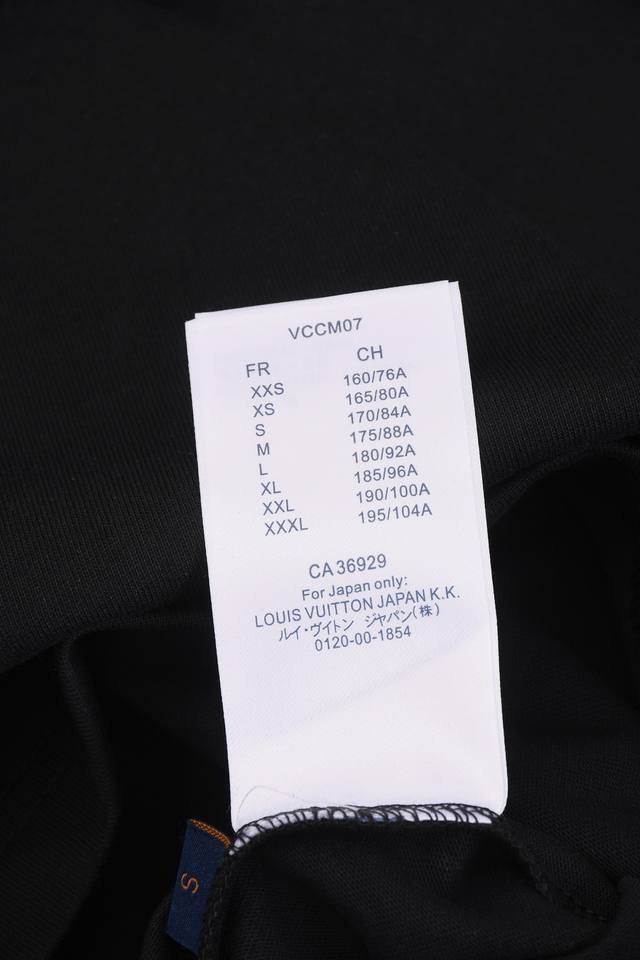 VCCM07
FR CH
XXS 160/76A
XS 165/80A
S 170/84A
M 175/88A
L 180/92A
XL 185/96A
XXL 190/100A
XXXL 195/104A
CA 36929
For Japan only:
LOUIS VUITTON JAPAN K.K.
ルイ・ヴィトン ジャパン(株)
0120-00-1854
S